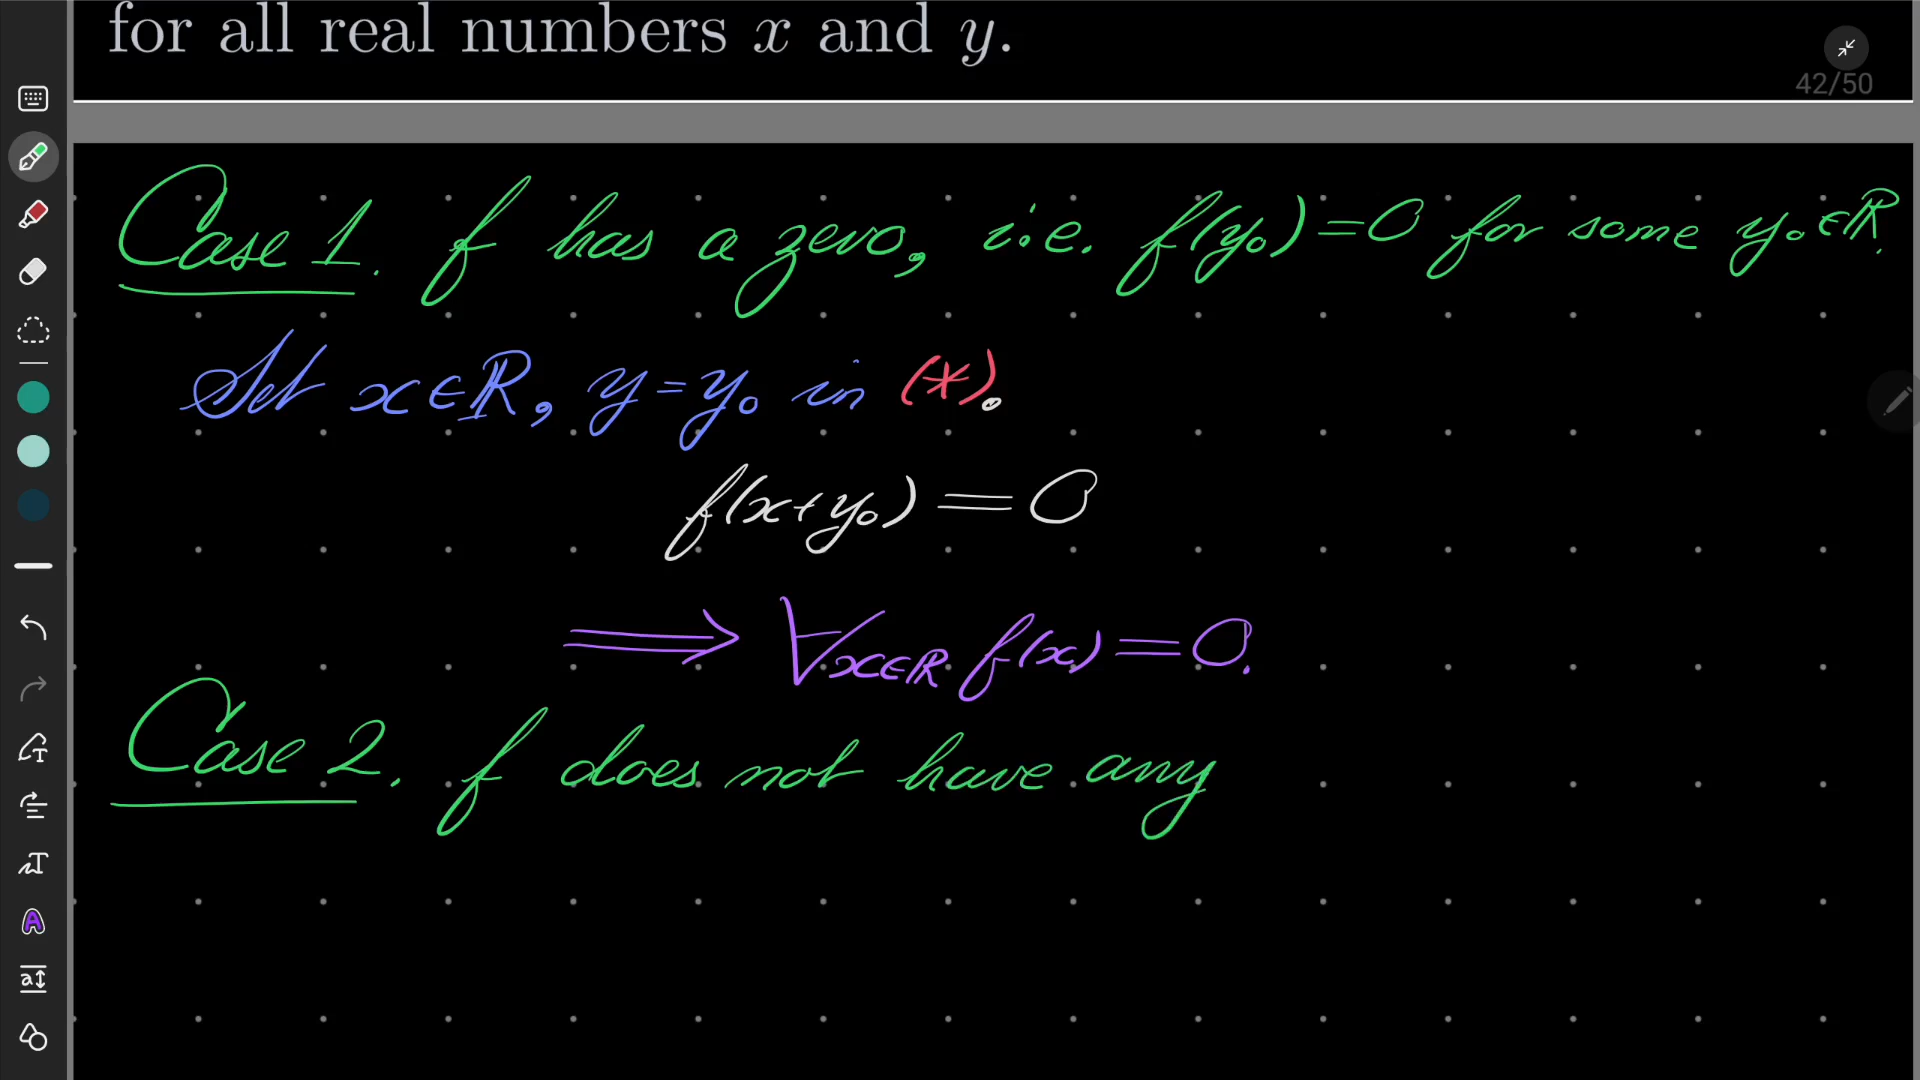 for all real numbers x and y.
42/50
Case 1. f has a zero, i.e. f(y₀)=0 for some y₀∈ℝ.
Set x∈ℝ, y=y₀ in (*).
f(x+y₀)=0
⟹ ∀x∈ℝ f(x)=0.
Case 2. f does not have any